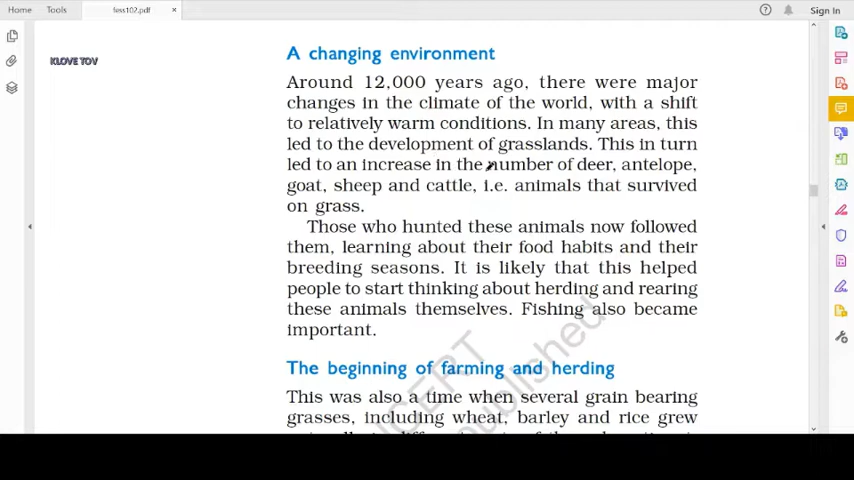 Home Tools fess102.pdf × Sign In
KLOVE TOV
A changing environment
Around 12,000 years ago, there were major
changes in the climate of the world, with a shift
to relatively warm conditions. In many areas, this
led to the development of grasslands. This in turn
led to an increase in the number of deer, antelope,
goat, sheep and cattle, i.e. animals that survived
on grass.
Those who hunted these animals now followed
them, learning about their food habits and their
breeding seasons. It is likely that this helped
people to start thinking about herding and rearing
these animals themselves. Fishing also became
important.
The beginning of farming and herding
This was also a time when several grain bearing
grasses, including wheat, barley and rice grew